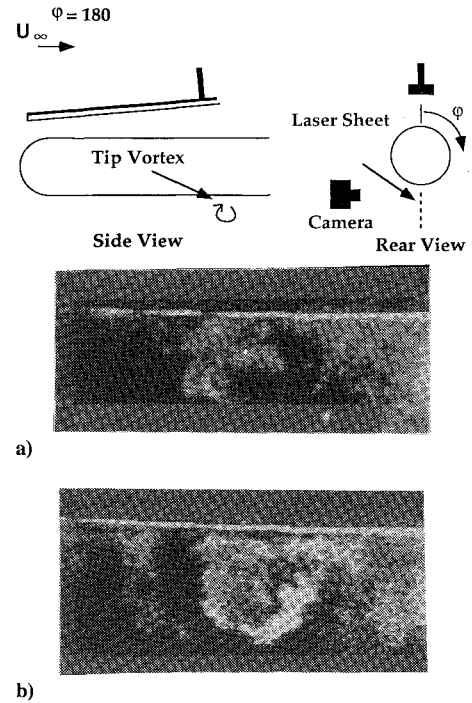 φ = 180
U∞
Laser Sheet
φ
Tip Vortex
Camera
Side View
Rear View
a)
b)